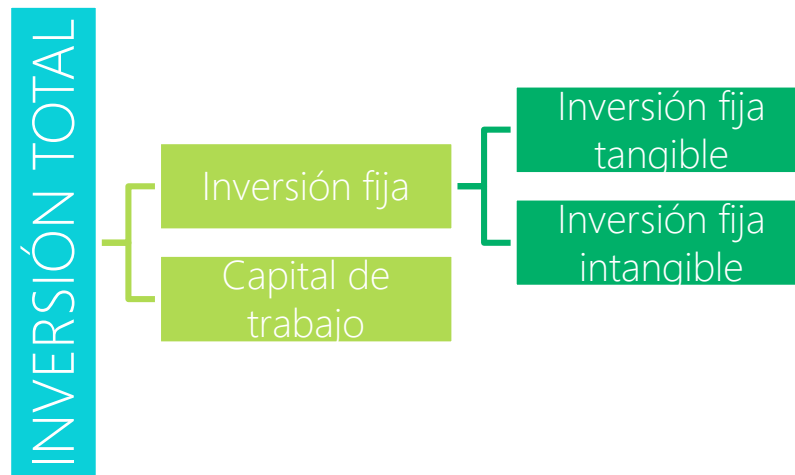 INVERSIÓN TOTAL
Inversión fija
Capital de
trabajo
Inversión fija
tangible
Inversión fija
intangible